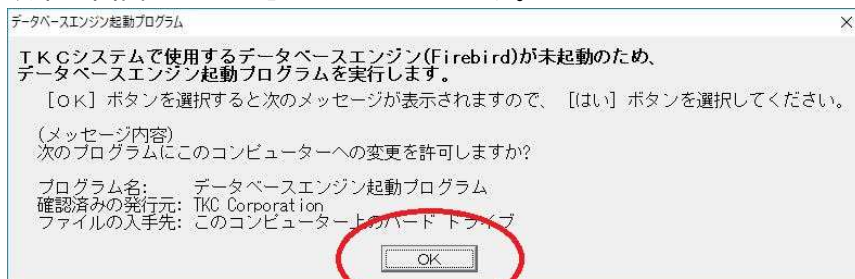 データベースエンジン起動プログラム
TKCシステムで使用するデータベースエンジン(Firebird)が未起動のため、
データベースエンジン起動プログラムを実行します。
[OK] ボタンを選択すると次のメッセージが表示されますので、 [はい] ボタンを選択してください。
(メッセージ内容)
次のプログラムにこのコンピューターへの変更を許可しますか?
プログラム名: データベースエンジン起動プログラム
確認済みの発行元: TKC Corporation
ファイルの入手先: このコンピューター上のハード ドライブ
OK